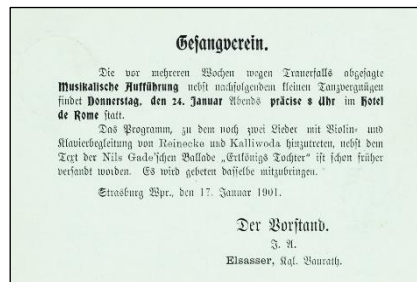 Gesangverein.
Die vor mehreren Wochen wegen Trauerfalls abgesagte
Musikalische Aufführung nebst nachfolgendem kleinen Tanzvergnügen
findet Donnerstag, den 24. Januar Abends präcise 8 Uhr im Hotel
de Rome statt.
Das Programm, zu dem noch zwei Lieder mit Violin- und
Klavierbegleitung von Reinecke und Kalliwoda hinzutreten, nebst dem
Text der Nils Gade'schen Ballade „Erlkönigs Tochter" ist schon früher
versandt worden. Es wird gebeten dasselbe mitzubringen.
Strasburg Wpr., den 17. Januar 1901.
Der Vorstand.
J. A.
Elsasser, Kgl. Baurath.